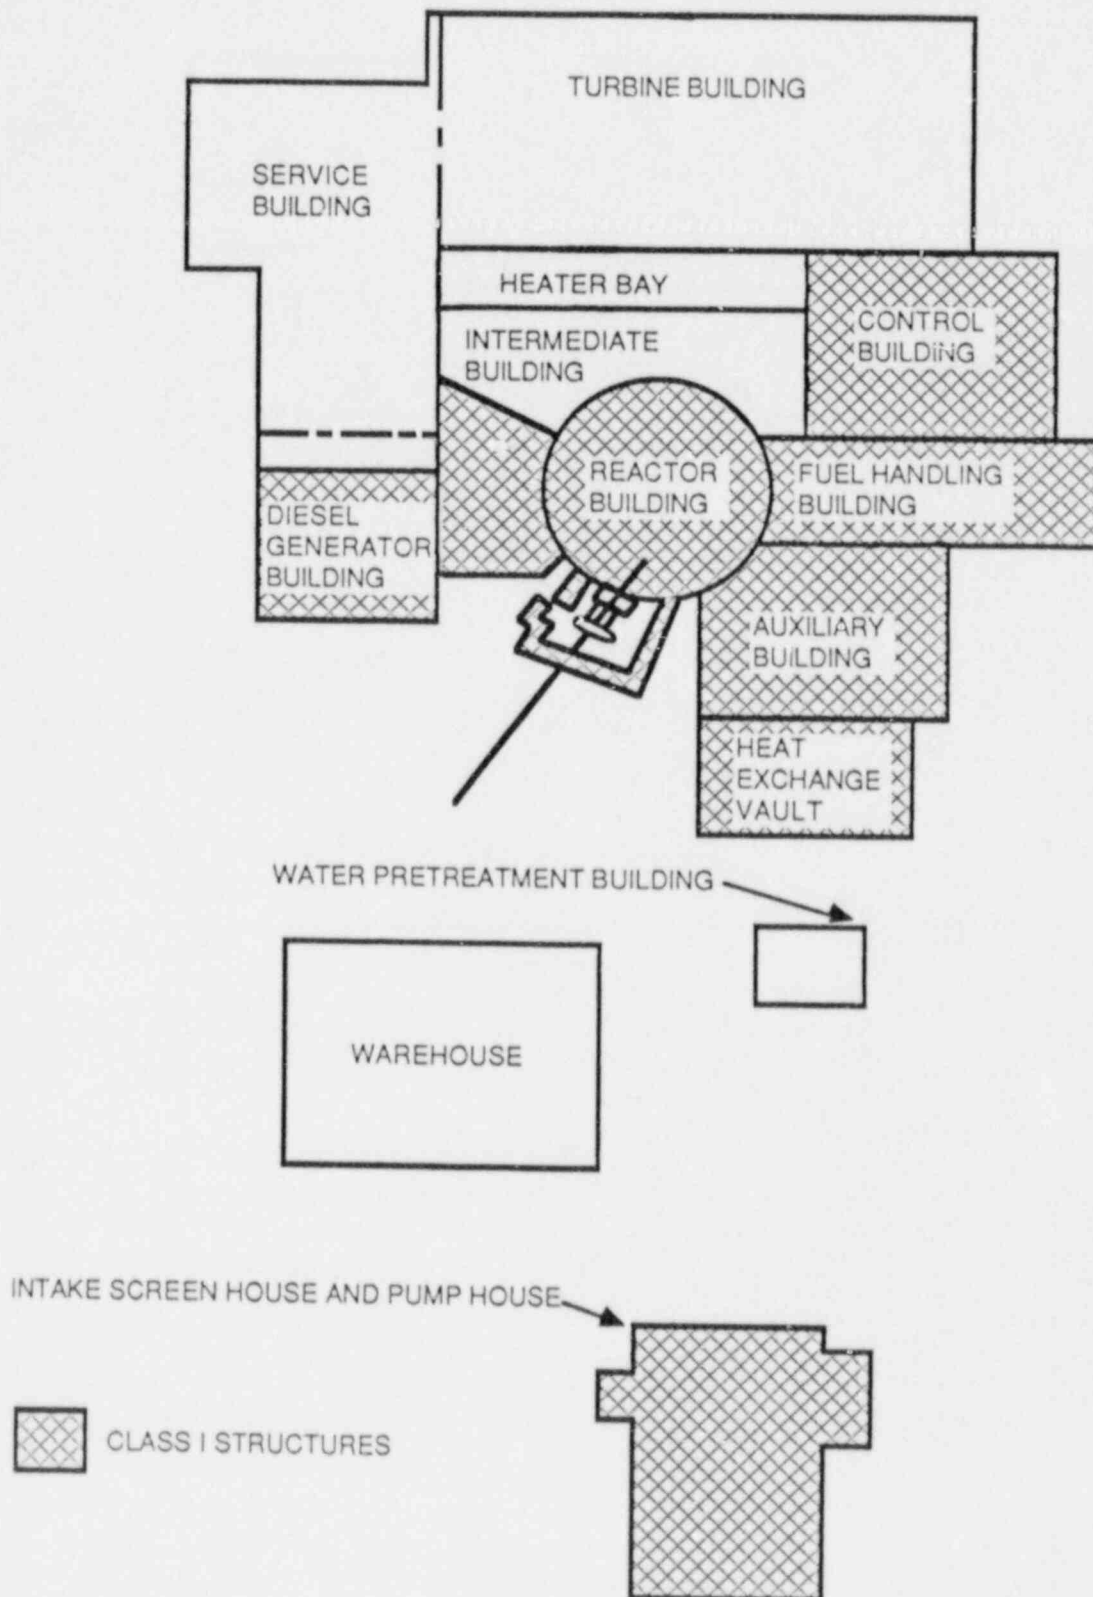 TURBINE BUILDING
SERVICE
BUILDING
HEATER BAY
CONTROL
BUILDING
INTERMEDIATE
BUILDING
REACTOR
BUILDING
FUEL HANDLING
BUILDING
DIESEL
GENERATOR
BUILDING
AUXILIARY
BUILDING
HEAT
EXCHANGE
VAULT
WATER PRETREATMENT BUILDING
WAREHOUSE
INTAKE SCREEN HOUSE AND PUMP HOUSE
CLASS I STRUCTURES